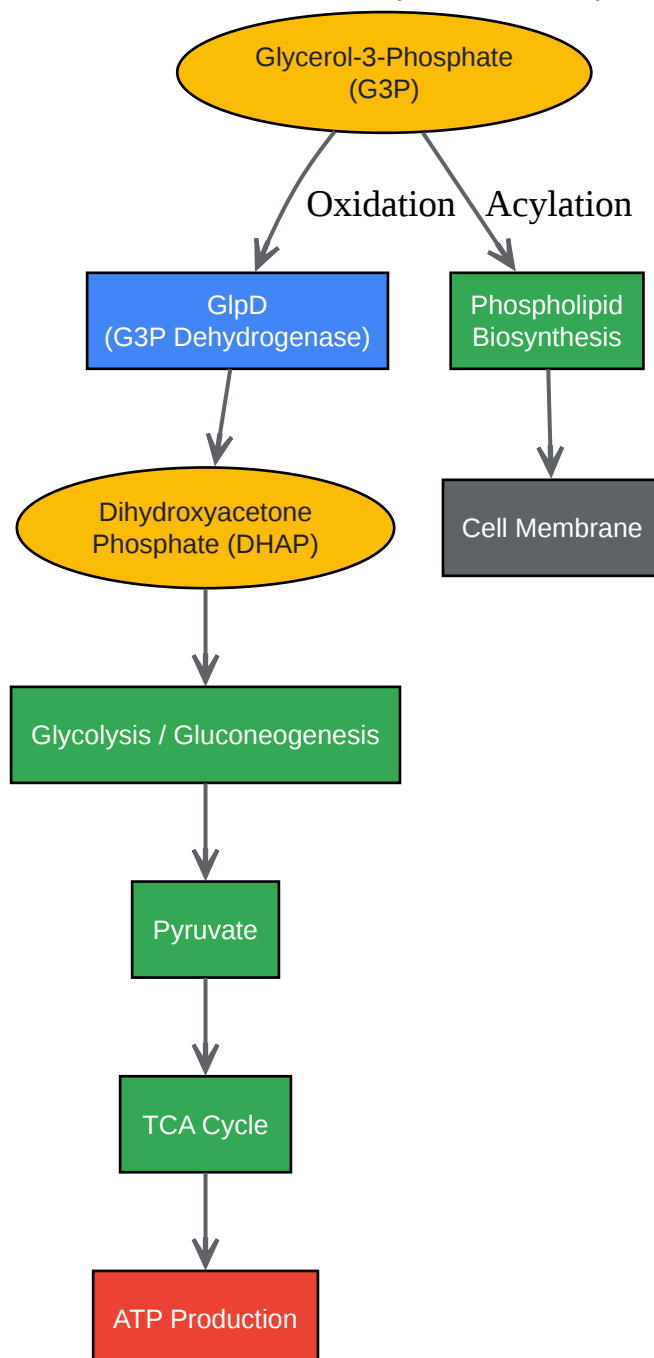 Glycerol-3-Phosphate
(G3P)
Oxidation
Acylation
GlpD
(G3P Dehydrogenase)
Phospholipid
Biosynthesis
Dihydroxyacetone
Phosphate (DHAP)
Cell Membrane
Glycolysis / Gluconeogenesis
Pyruvate
TCA Cycle
ATP Production